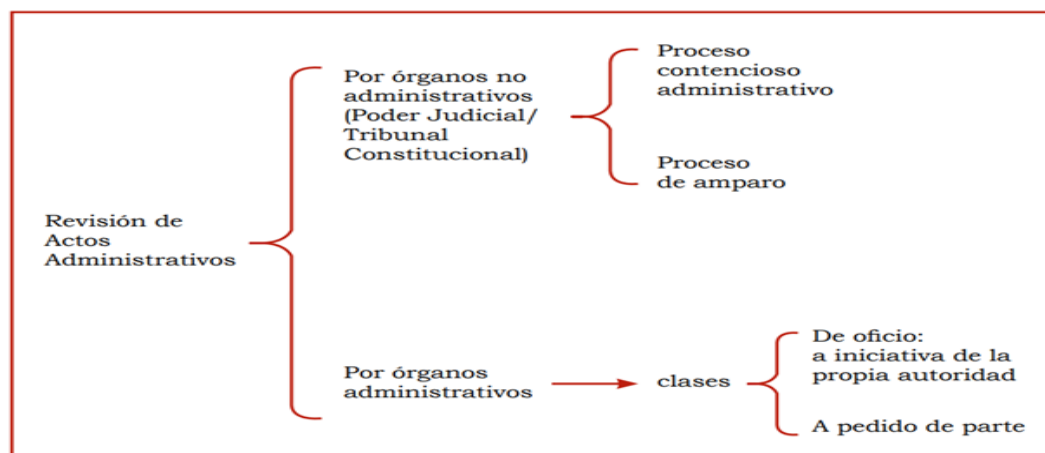 Revisión de
Actos
Administrativos
Por órganos no
administrativos
(Poder Judicial/
Tribunal
Constitucional)
Proceso
contencioso
administrativo
Proceso
de amparo
Por órganos
administrativos
clases
De oficio:
a iniciativa de la
propia autoridad
A pedido de parte